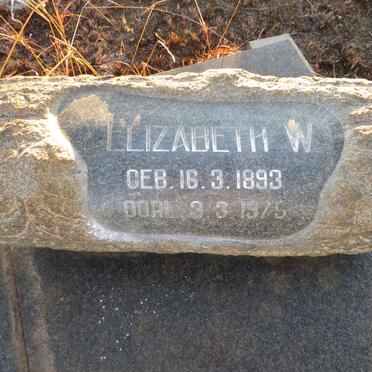 ELIZABETH W
GEB. 16. 3. 1893
OORL. 3. 3. 1975